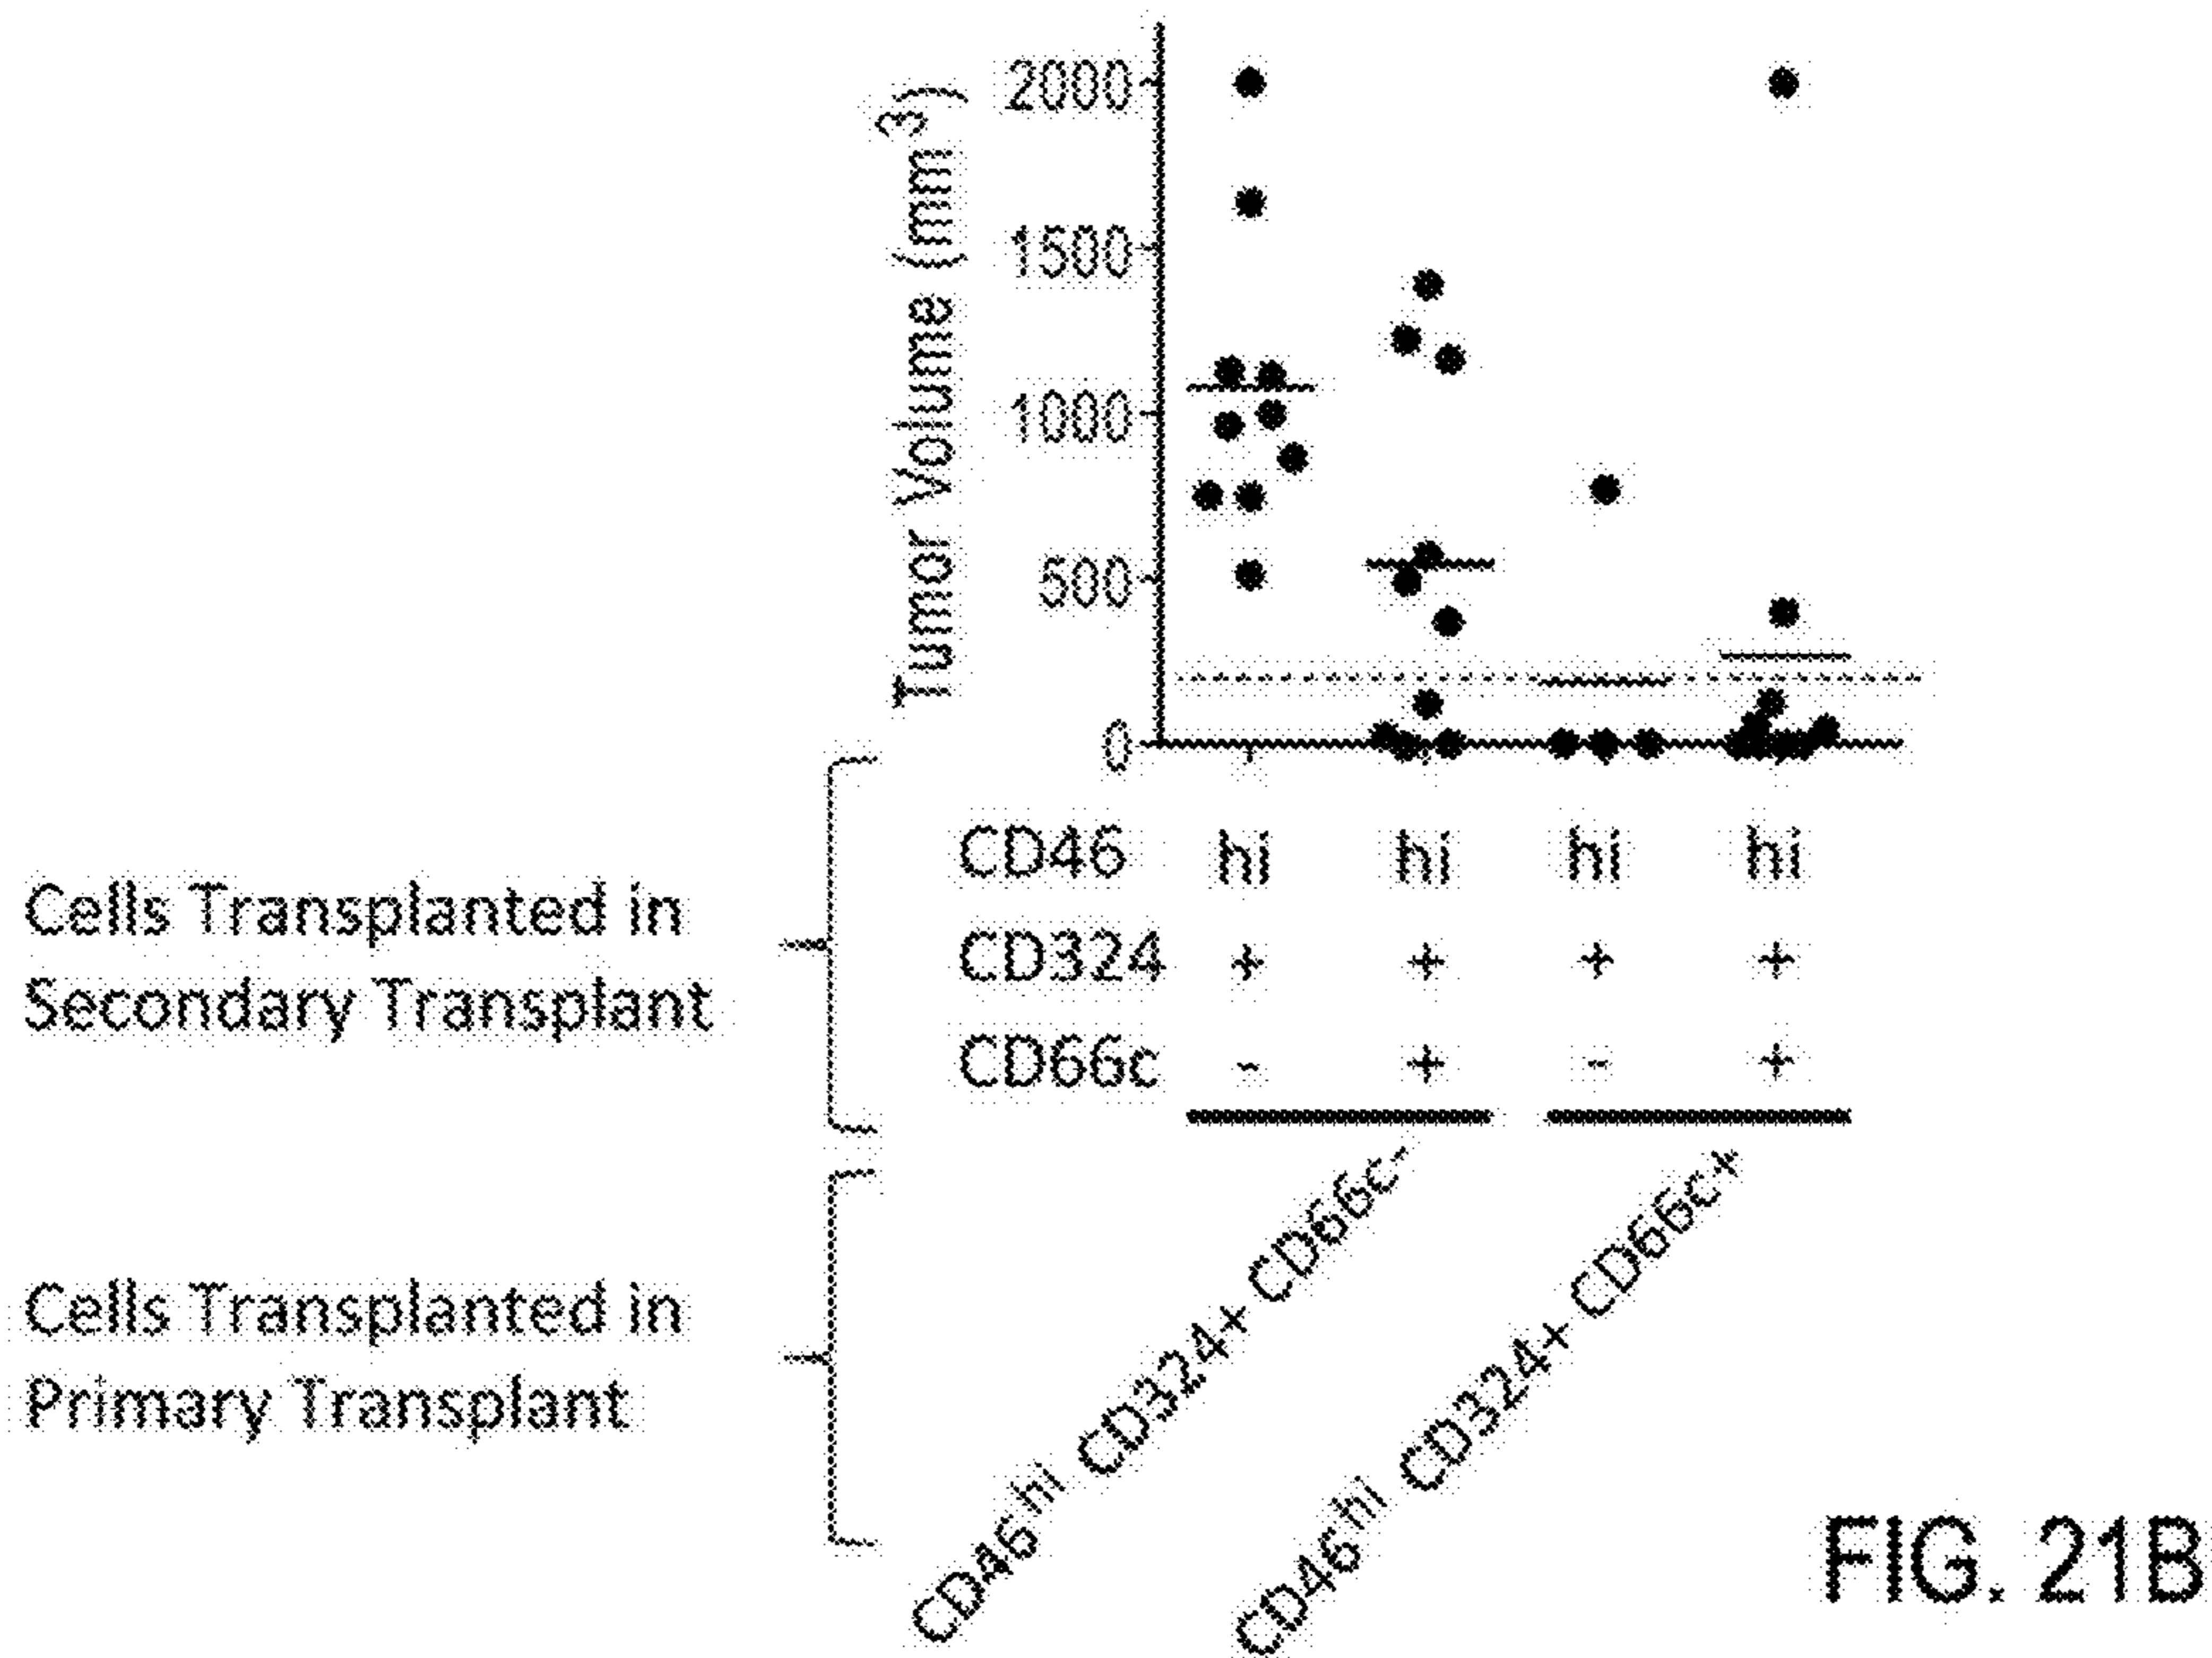 Tumor Volume (mm3)
2000
1500
1000
500
0
CD46 hi hi hi hi
CD324 + + + +
CD66c - + - +
Cells Transplanted in
Secondary Transplant
Cells Transplanted in
Primary Transplant
CD46hi CD324+ CD66c-
CD46hi CD324+ CD66c+
FIG. 21B